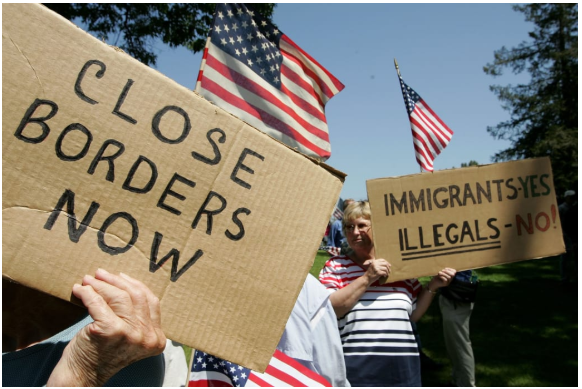 CLOSE
BORDERS
NOW
IMMIGRANTS-YES
ILLEGALS-NO!